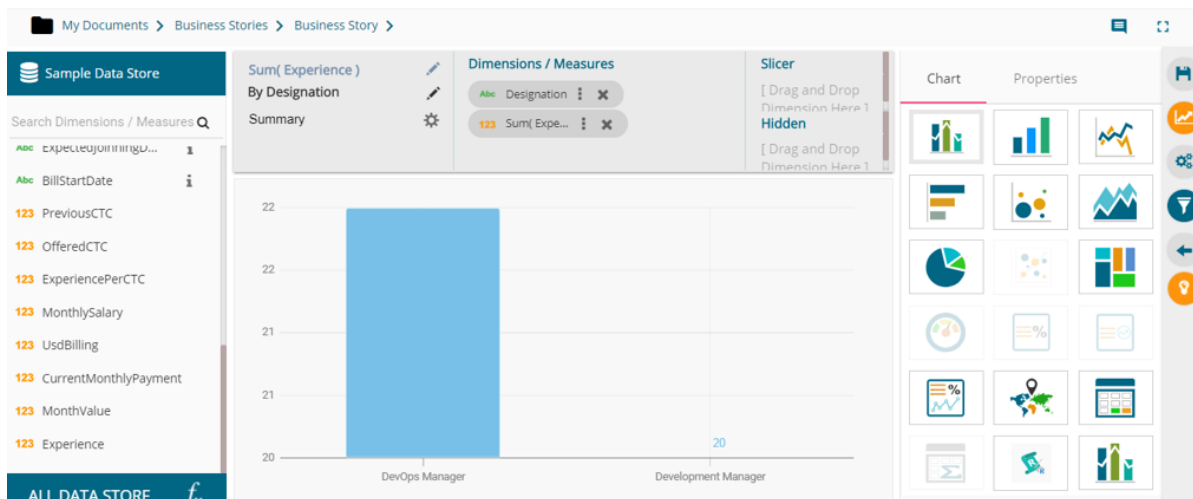 My Documents > Business Stories > Business Story >
Sample Data Store
Search Dimensions / Measures
Abc ExpectedJoinningD...
Abc BillStartDate
123 PreviousCTC
123 OfferedCTC
123 ExperiencePerCTC
123 MonthlySalary
123 UsdBilling
123 CurrentMonthlyPayment
123 MonthValue
123 Experience
ALL DATA STORE
Sum( Experience )
By Designation
Summary
Dimensions / Measures
Abc Designation
123 Sum( Expe...
Slicer
[ Drag and Drop
Dimension Here ]
Hidden
[ Drag and Drop
Dimension Here ]
22
22
21
21
20
20
DevOps Manager
Development Manager
Chart
Properties